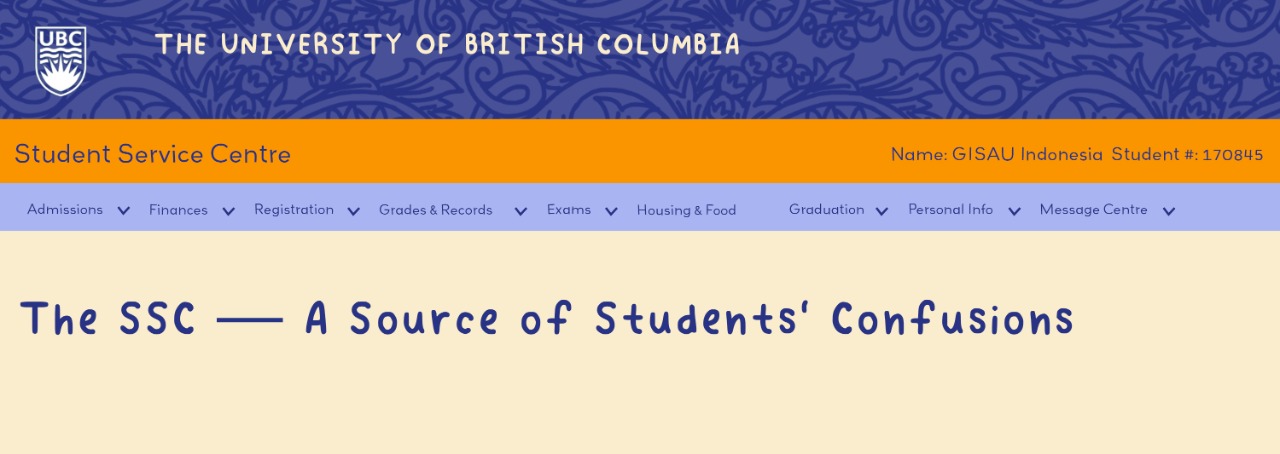 UBC
THE UNIVERSITY OF BRITISH COLUMBIA
Student Service Centre
Name: GISAU Indonesia Student #: 170845
Admissions Finances Registration Grades & Records Exams Housing & Food Graduation Personal Info Message Centre
The SSC — A Source of Students‘ Confusions